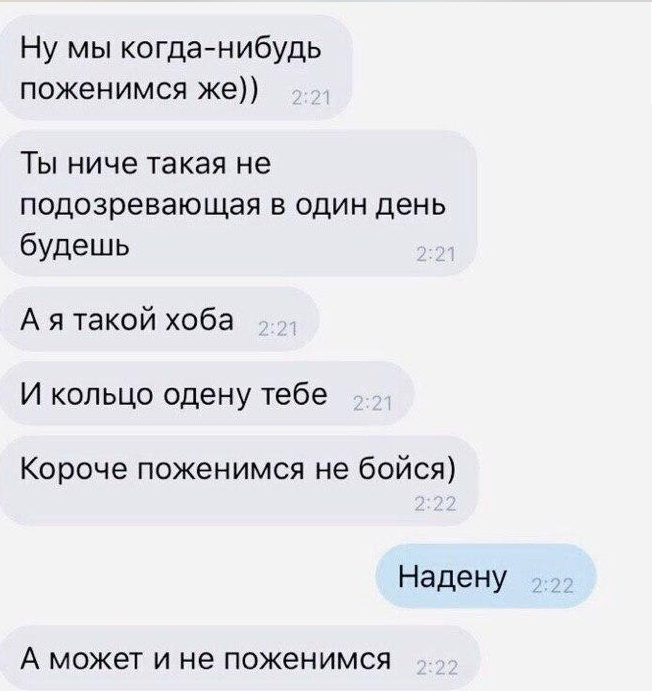 Ну мы когда-нибудь
поженимся же)) 2:21
Ты ниче такая не
подозревающая в один день
будешь 2:21
А я такой хоба 2:21
И кольцо одену тебе 2:21
Короче поженимся не бойся)
2:22
Надену 2:22
А может и не поженимся 2:22